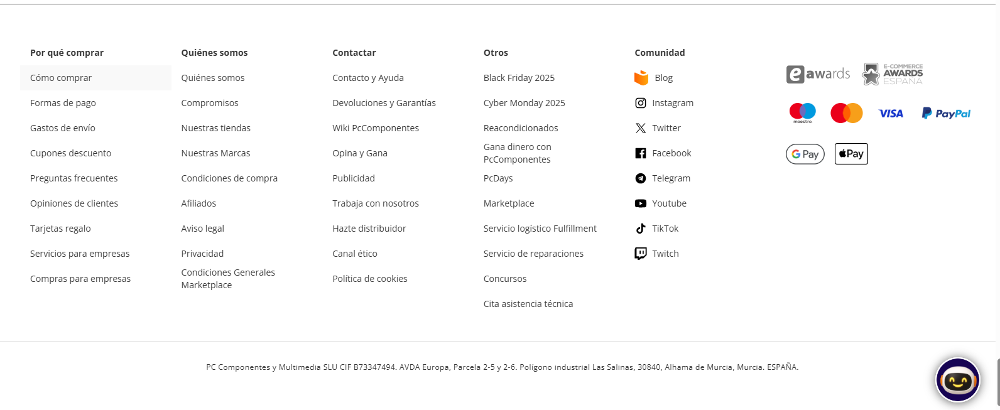 Por qué comprar
Cómo comprar
Formas de pago
Gastos de envío
Cupones descuento
Preguntas frecuentes
Opiniones de clientes
Tarjetas regalo
Servicios para empresas
Compras para empresas
Quiénes somos
Quiénes somos
Compromisos
Nuestras tiendas
Nuestras Marcas
Condiciones de compra
Afiliados
Aviso legal
Privacidad
Condiciones Generales
Marketplace
Contactar
Contacto y Ayuda
Devoluciones y Garantías
Wiki PcComponentes
Opina y Gana
Publicidad
Trabaja con nosotros
Hazte distribuidor
Canal ético
Política de cookies
Otros
Black Friday 2025
Cyber Monday 2025
Reacondicionados
Gana dinero con
PcComponentes
PcDays
Marketplace
Servicio logístico Fulfillment
Servicio de reparaciones
Concursos
Cita asistencia técnica
Comunidad
Blog
Instagram
Twitter
Facebook
Telegram
Youtube
TikTok
Twitch
eawards
E-COMMERCE
AWARDS
ESPAÑA
maestro
VISA
PayPal
G Pay
Pay
PC Componentes y Multimedia SLU CIF B73347494. AVDA Europa, Parcela 2-5 y 2-6. Polígono industrial Las Salinas, 30840, Alhama de Murcia, Murcia. ESPAÑA.